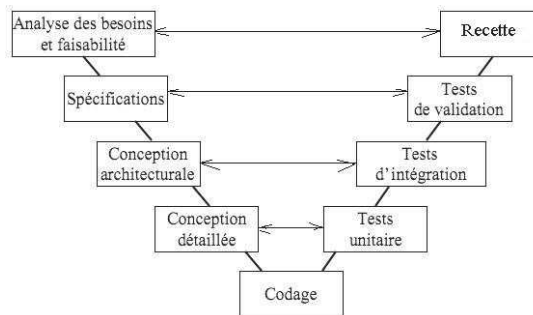 Analyse des besoins
et faisabilité
Recette
Spécifications
Tests
de validation
Conception
architecturale
Tests
d'intégration
Conception
détaillée
Tests
unitaire
Codage